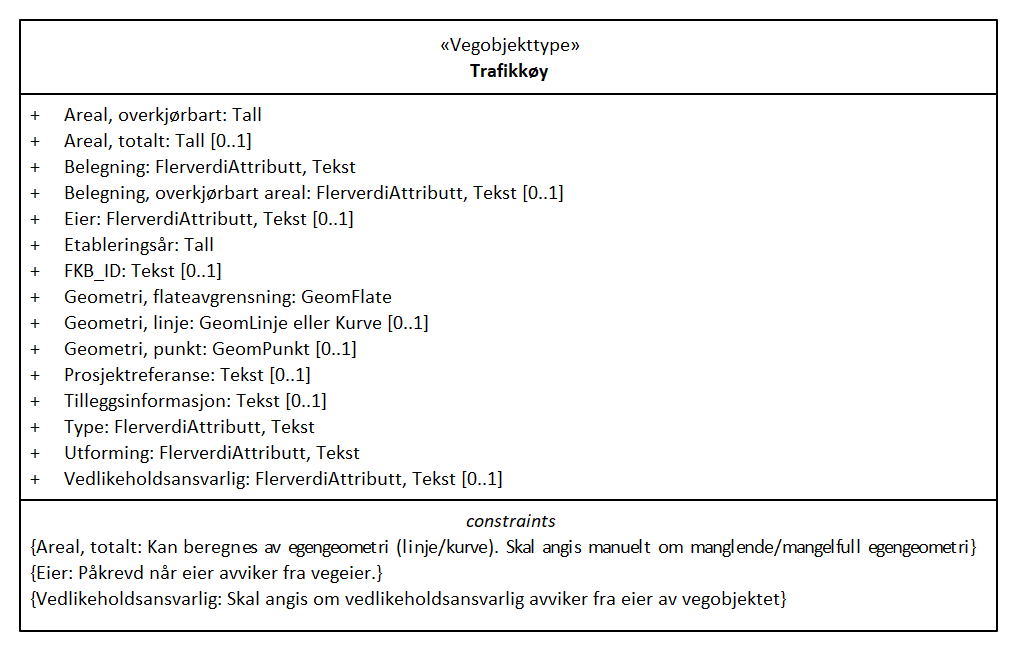 «Vegobjekttype»
Trafikkøy
+ Areal, overkjørbart: Tall
+ Areal, totalt: Tall [0..1]
+ Belegning: FlerverdiAttributt, Tekst
+ Belegning, overkjørbart areal: FlerverdiAttributt, Tekst [0..1]
+ Eier: FlerverdiAttributt, Tekst [0..1]
+ Etableringsår: Tall
+ FKB_ID: Tekst [0..1]
+ Geometri, flateavgrensning: GeomFlate
+ Geometri, linje: GeomLinje eller Kurve [0..1]
+ Geometri, punkt: GeomPunkt [0..1]
+ Prosjektreferanse: Tekst [0..1]
+ Tilleggsinformasjon: Tekst [0..1]
+ Type: FlerverdiAttributt, Tekst
+ Utforming: FlerverdiAttributt, Tekst
+ Vedlikeholdsansvarlig: FlerverdiAttributt, Tekst [0..1]
constraints
{Areal, totalt: Kan beregnes av egengeometri (linje/kurve). Skal angis manuelt om manglende/mangelfull egengeometri}
{Eier: Påkrevd når eier avviker fra vegeier.}
{Vedlikeholdsansvarlig: Skal angis om vedlikeholdsansvarlig avviker fra eier av vegobjektet}